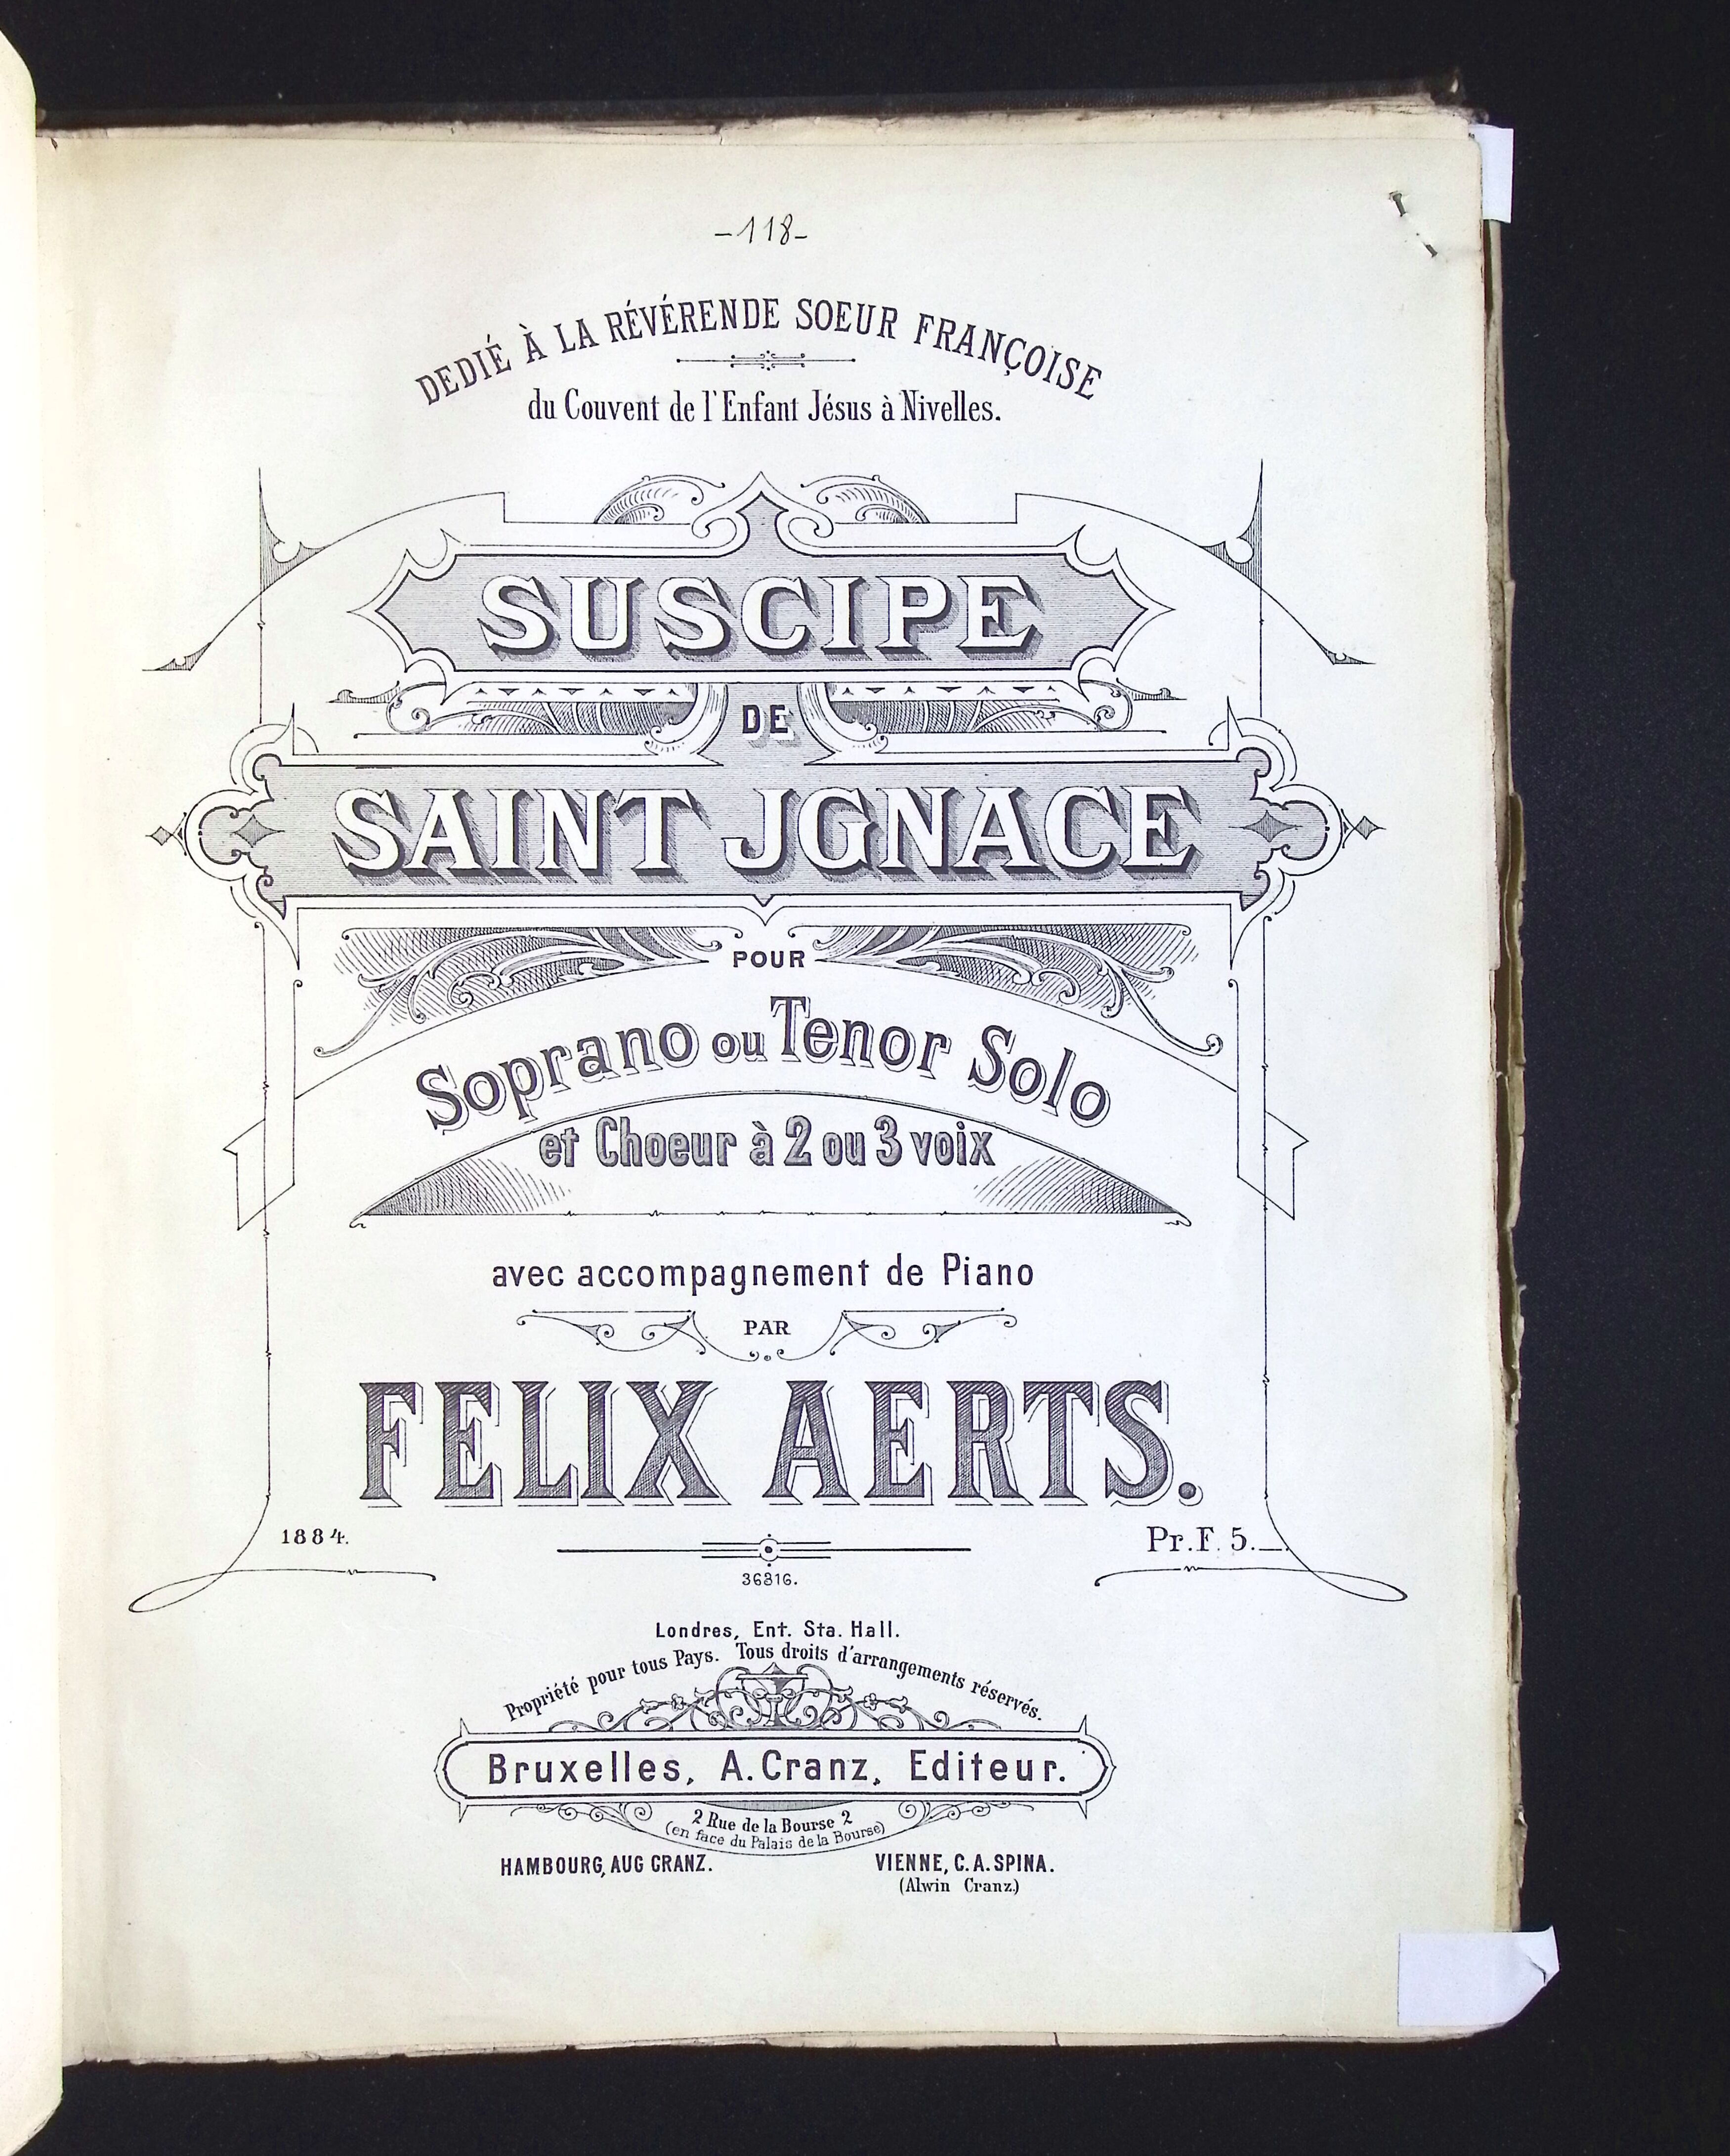 -118-
DEDIÉ À LA RÉVÉRENDE SOEUR FRANÇOISE
du Couvent de l'Enfant Jésus à Nivelles.
SUSCIPE
DE
SAINT JGNACE
POUR
Soprano ou Tenor Solo
et Choeur à 2 ou 3 voix
avec accompagnement de Piano
PAR
FELIX AERTS.
1884. Pr. F. 5.—.
36816.
Londres, Ent. Sta. Hall.
Propriété pour tous Pays. Tous droits d'arrangements réservés.
Bruxelles, A. Cranz, Editeur.
2 Rue de la Bourse 2
(en face du Palais de la Bourse)
HAMBOURG, AUG CRANZ. VIENNE, C. A. SPINA.
(Alwin Cranz.)